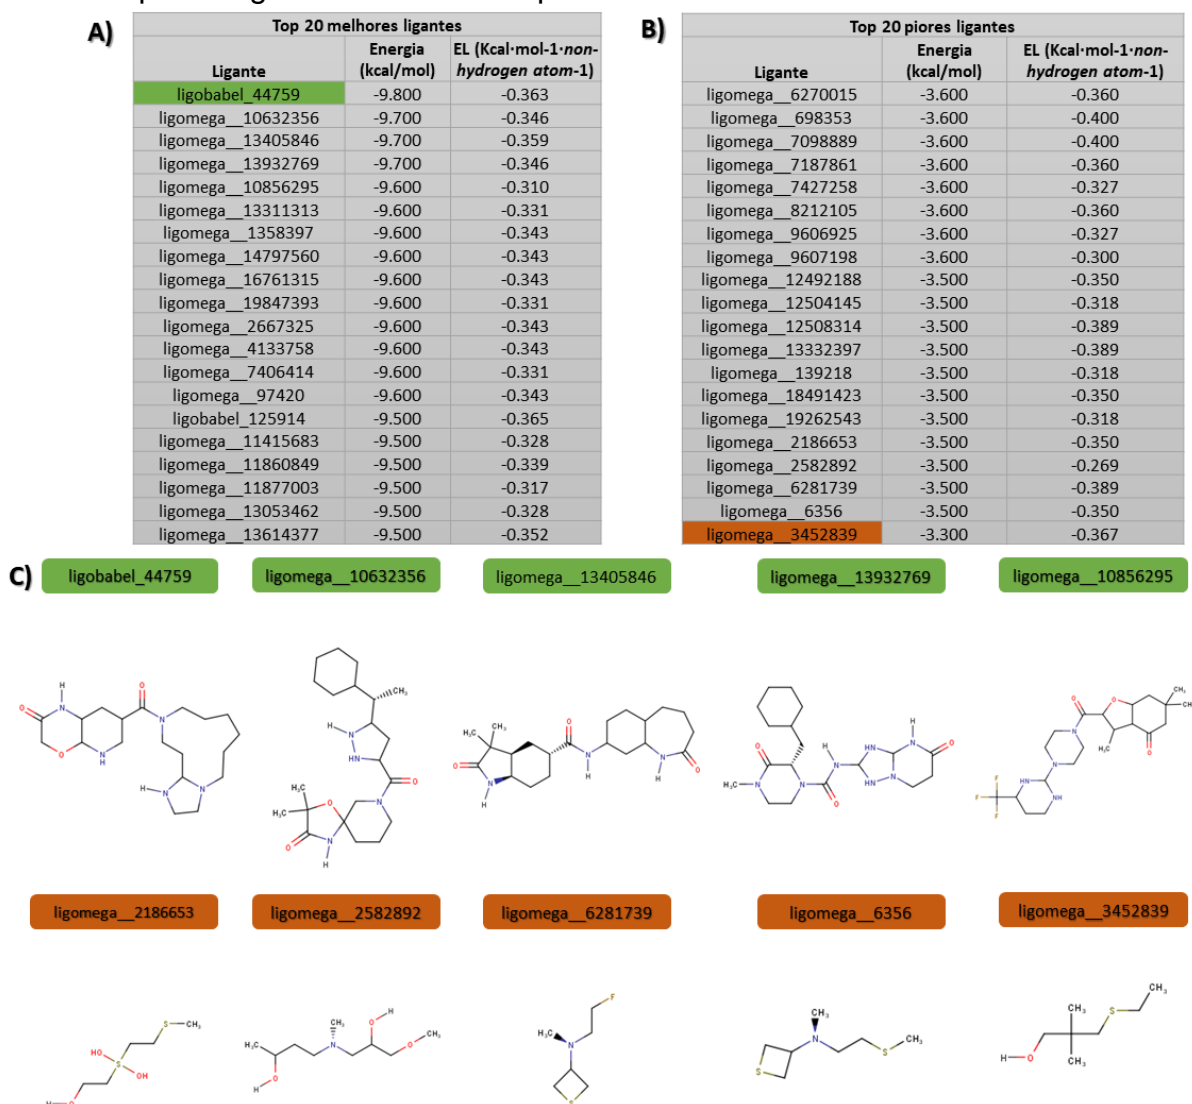 A)
Top 20 melhores ligantes
Ligante Energia (kcal/mol) EL (Kcal·mol-1·non-hydrogen atom-1)
ligobabel_44759 -9.800 -0.363
ligomega__10632356 -9.700 -0.346
ligomega__13405846 -9.700 -0.359
ligomega__13932769 -9.700 -0.346
ligomega__10856295 -9.600 -0.310
ligomega__13311313 -9.600 -0.331
ligomega__1358397 -9.600 -0.343
ligomega__14797560 -9.600 -0.343
ligomega__16761315 -9.600 -0.343
ligomega__19847393 -9.600 -0.331
ligomega__2667325 -9.600 -0.343
ligomega__4133758 -9.600 -0.343
ligomega__7406414 -9.600 -0.331
ligomega__97420 -9.600 -0.343
ligobabel_125914 -9.500 -0.365
ligomega__11415683 -9.500 -0.328
ligomega__11860849 -9.500 -0.339
ligomega__11877003 -9.500 -0.317
ligomega__13053462 -9.500 -0.328
ligomega__13614377 -9.500 -0.352
B)
Top 20 piores ligantes
Ligante Energia (kcal/mol) EL (Kcal·mol-1·non-hydrogen atom-1)
ligomega__6270015 -3.600 -0.360
ligomega__698353 -3.600 -0.400
ligomega__7098889 -3.600 -0.400
ligomega__7187861 -3.600 -0.360
ligomega__7427258 -3.600 -0.327
ligomega__8212105 -3.600 -0.360
ligomega__9606925 -3.600 -0.327
ligomega__9607198 -3.600 -0.300
ligomega__12492188 -3.500 -0.350
ligomega__12504145 -3.500 -0.318
ligomega__12508314 -3.500 -0.389
ligomega__13332397 -3.500 -0.389
ligomega__139218 -3.500 -0.318
ligomega__18491423 -3.500 -0.350
ligomega__19262543 -3.500 -0.318
ligomega__2186653 -3.500 -0.350
ligomega__2582892 -3.500 -0.269
ligomega__6281739 -3.500 -0.389
ligomega__6356 -3.500 -0.350
ligomega__3452839 -3.300 -0.367
C)
ligobabel_44759 ligomega__10632356 ligomega__13405846 ligomega__13932769 ligomega__10856295
ligomega__2186653 ligomega__2582892 ligomega__6281739 ligomega__6356 ligomega__3452839